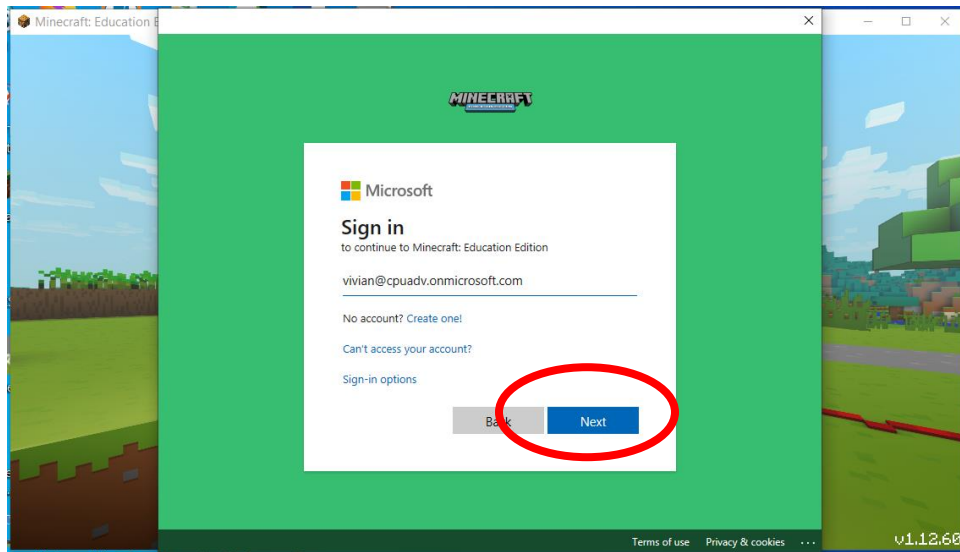 Minecraft: Education E
MINECRAFT
Microsoft
Sign in
to continue to Minecraft: Education Edition
vivian@cpuadv.onmicrosoft.com
No account? Create one!
Can't access your account?
Sign-in options
Back
Next
Terms of use Privacy & cookies ...
v1.12.60